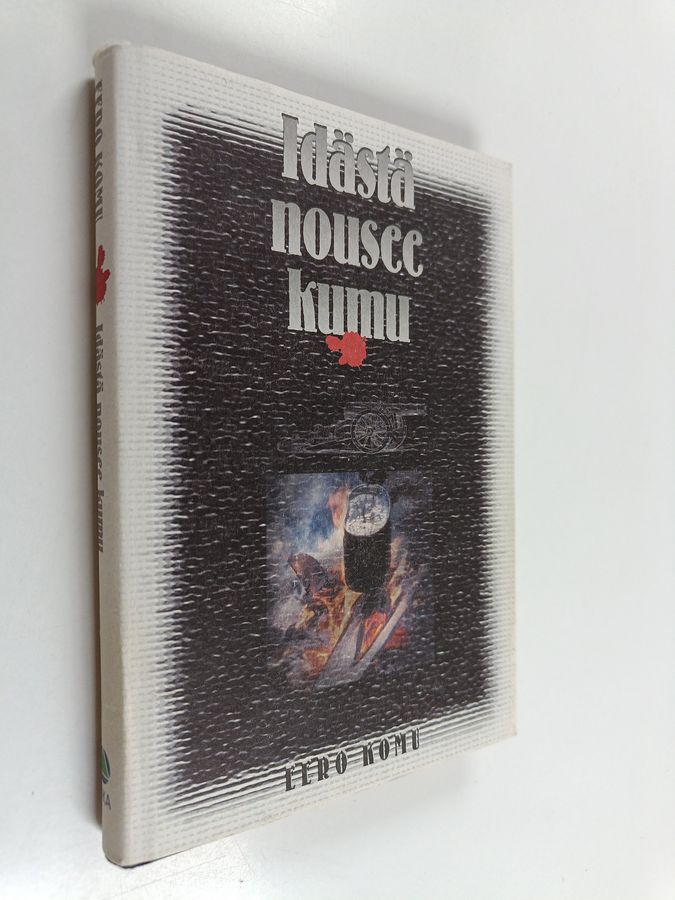 Idästä
nousee
kumu
EERO KOMU
EERO KOMU
Idästä nousee kumu